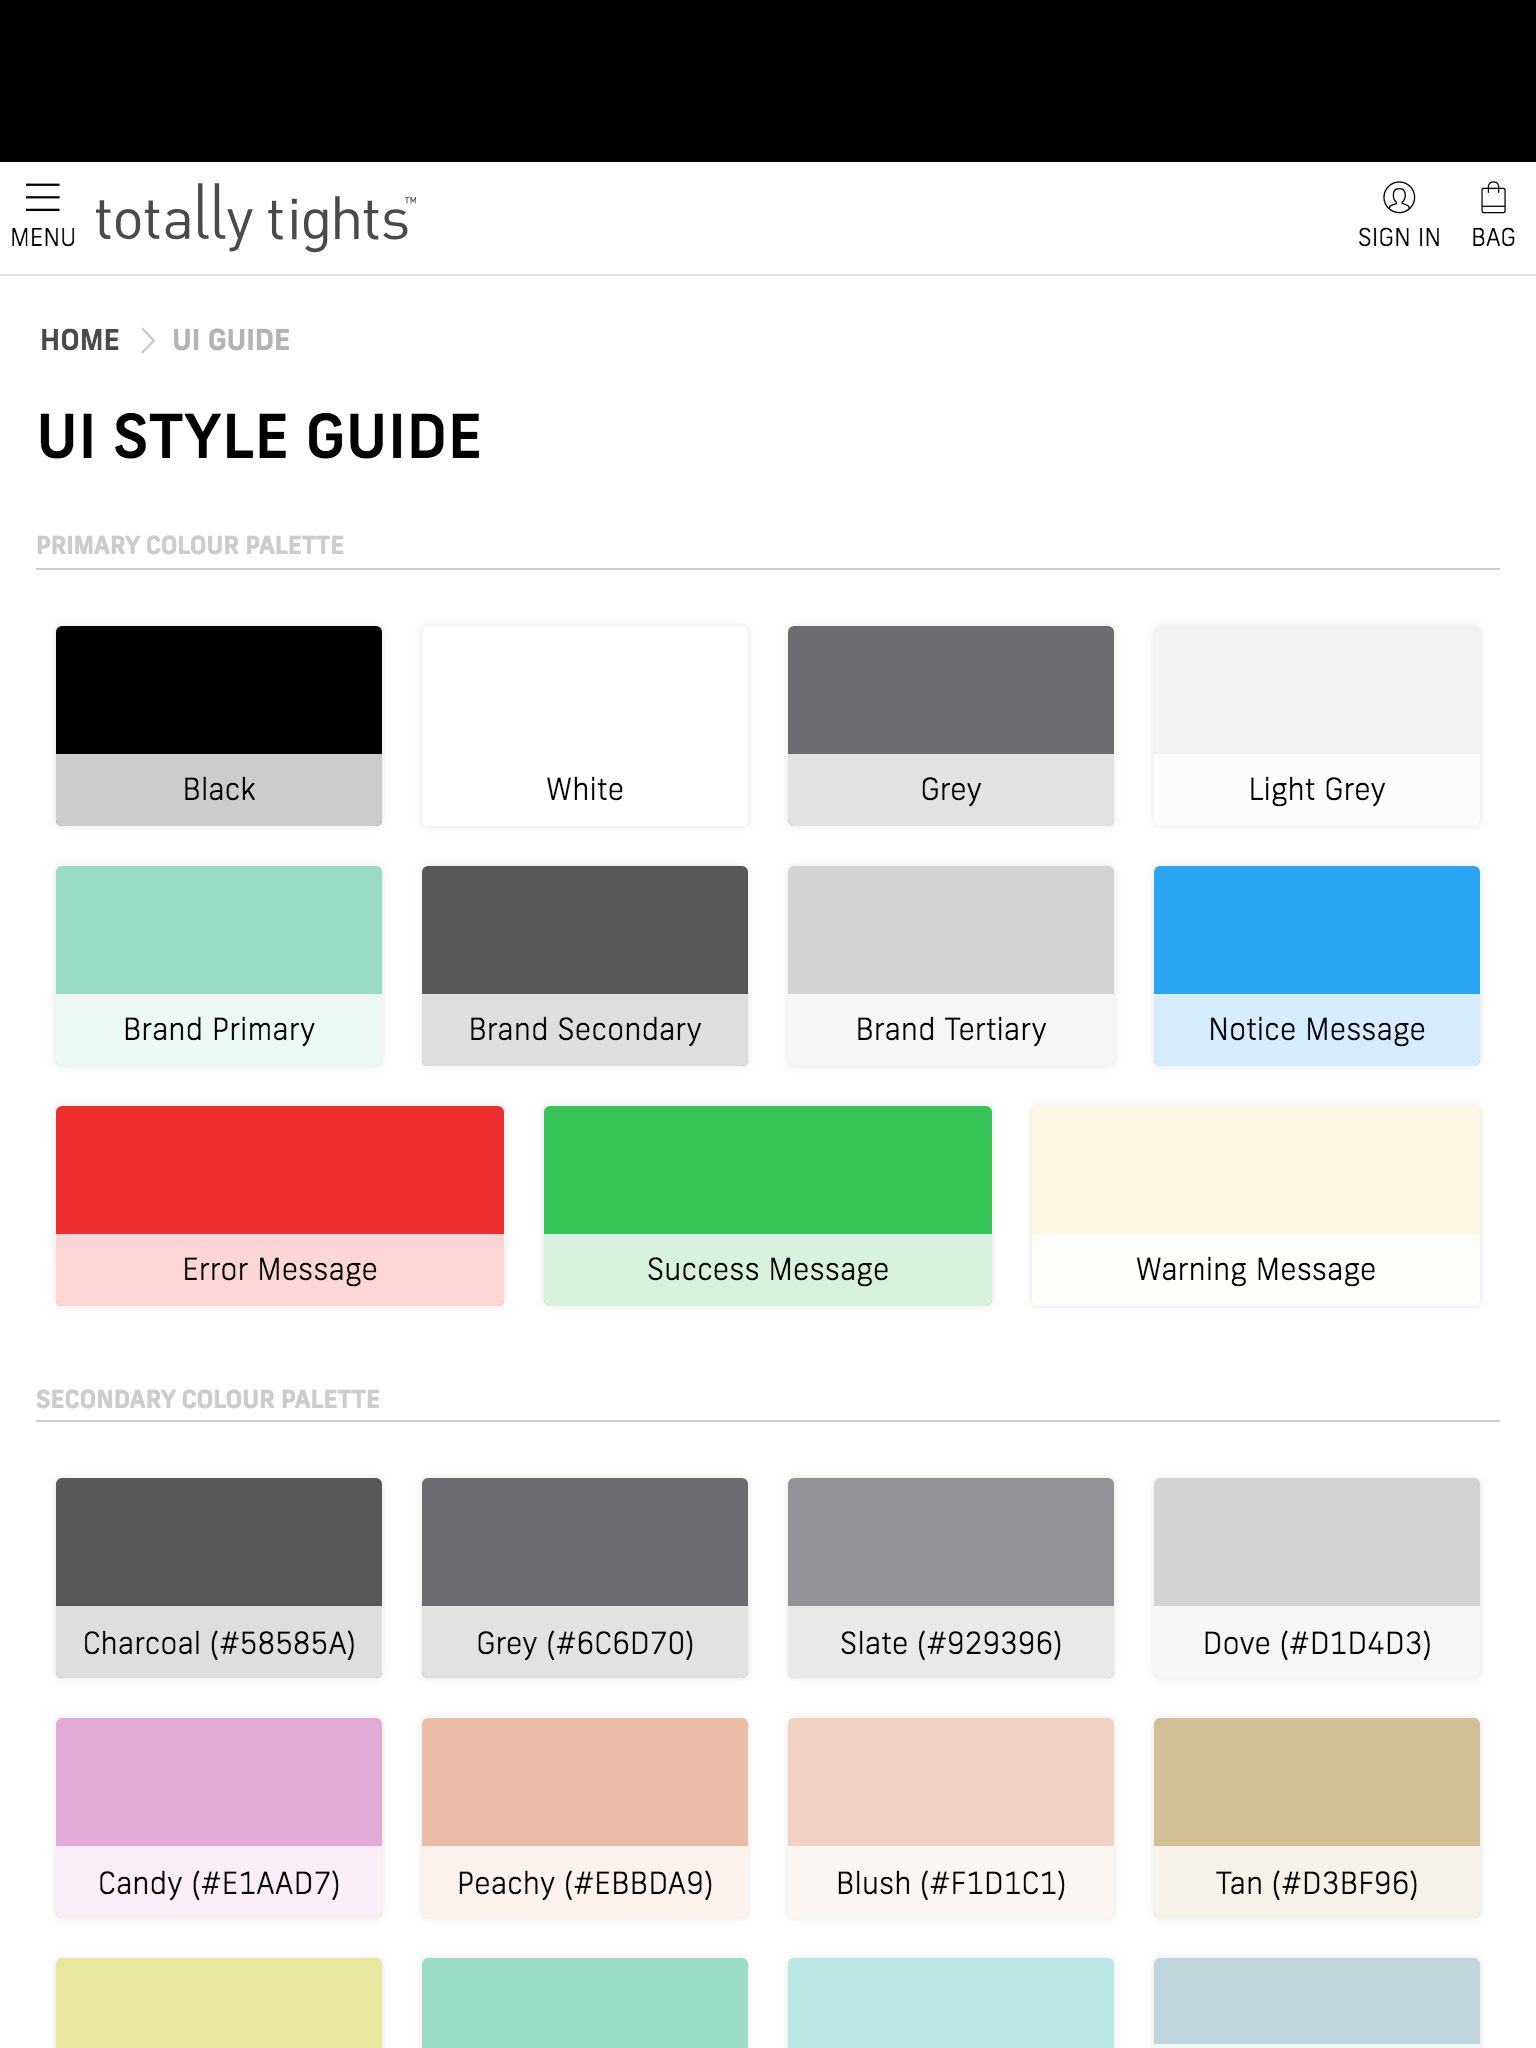 MENU
totally tights™
SIGN IN
BAG
HOME
UI GUIDE
UI STYLE GUIDE
PRIMARY COLOUR PALETTE
Black
White
Grey
Light Grey
Brand Primary
Brand Secondary
Brand Tertiary
Notice Message
Error Message
Success Message
Warning Message
SECONDARY COLOUR PALETTE
Charcoal (#58585A)
Grey (#6C6D70)
Slate (#929396)
Dove (#D1D4D3)
Candy (#E1AAD7)
Peachy (#EBBDA9)
Blush (#F1D1C1)
Tan (#D3BF96)